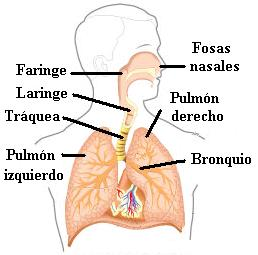 Fosas
nasales
Faringe
Laringe
Tráquea
Pulmón
derecho
Pulmón
izquierdo
Bronquio